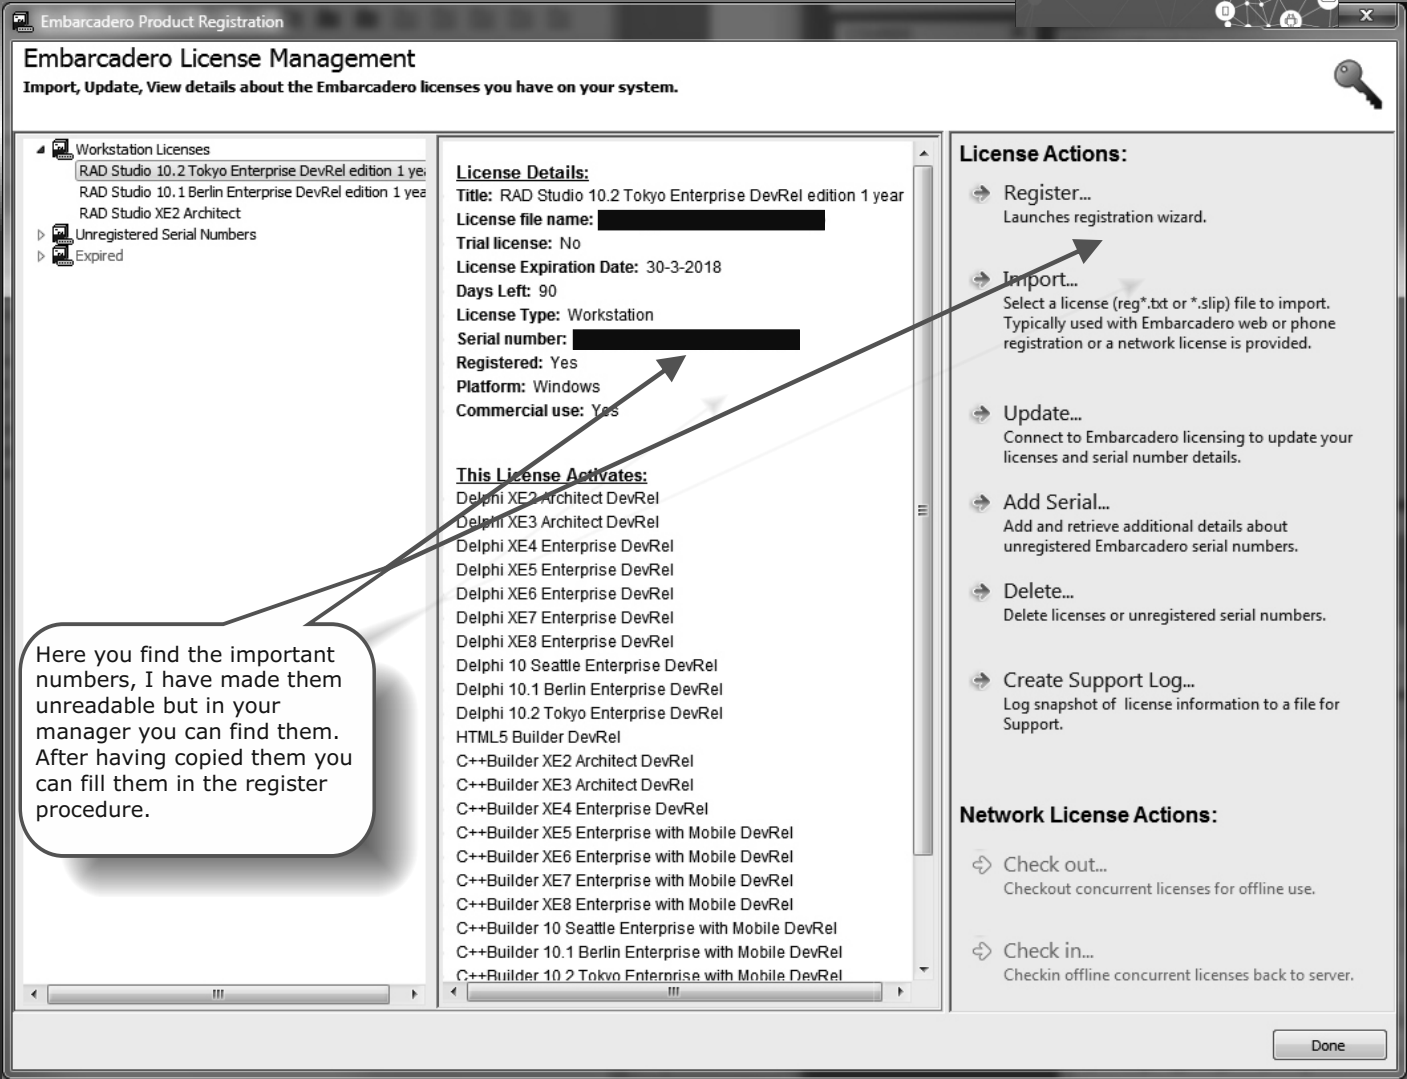 Embarcadero Product Registration
Embarcadero License Management
Import, Update, View details about the Embarcadero licenses you have on your system.
Workstation Licenses
RAD Studio 10.2 Tokyo Enterprise DevRel edition 1 yea
RAD Studio 10.1 Berlin Enterprise DevRel edition 1 yea
RAD Studio XE2 Architect
Unregistered Serial Numbers
Expired
Here you find the important
numbers, I have made them
unreadable but in your
manager you can find them.
After having copied them you
can fill them in the register
procedure.
License Details:
Title: RAD Studio 10.2 Tokyo Enterprise DevRel edition 1 year
License file name:
Trial license: No
License Expiration Date: 30-3-2018
Days Left: 90
License Type: Workstation
Serial number:
Registered: Yes
Platform: Windows
Commercial use: Yes
This License Activates:
Delphi XE2 Architect DevRel
Delphi XE3 Architect DevRel
Delphi XE4 Enterprise DevRel
Delphi XE5 Enterprise DevRel
Delphi XE6 Enterprise DevRel
Delphi XE7 Enterprise DevRel
Delphi XE8 Enterprise DevRel
Delphi 10 Seattle Enterprise DevRel
Delphi 10.1 Berlin Enterprise DevRel
Delphi 10.2 Tokyo Enterprise DevRel
HTML5 Builder DevRel
C++Builder XE2 Architect DevRel
C++Builder XE3 Architect DevRel
C++Builder XE4 Enterprise DevRel
C++Builder XE5 Enterprise with Mobile DevRel
C++Builder XE6 Enterprise with Mobile DevRel
C++Builder XE7 Enterprise with Mobile DevRel
C++Builder XE8 Enterprise with Mobile DevRel
C++Builder 10 Seattle Enterprise with Mobile DevRel
C++Builder 10.1 Berlin Enterprise with Mobile DevRel
C++Builder 10.2 Tokyo Enterprise with Mobile DevRel
License Actions:
Register...
Launches registration wizard.
Import...
Select a license (reg*.txt or *.slip) file to import.
Typically used with Embarcadero web or phone
registration or a network license is provided.
Update...
Connect to Embarcadero licensing to update your
licenses and serial number details.
Add Serial...
Add and retrieve additional details about
unregistered Embarcadero serial numbers.
Delete...
Delete licenses or unregistered serial numbers.
Create Support Log...
Log snapshot of license information to a file for
Support.
Network License Actions:
Check out...
Checkout concurrent licenses for offline use.
Check in...
Checkin offline concurrent licenses back to server.
Done